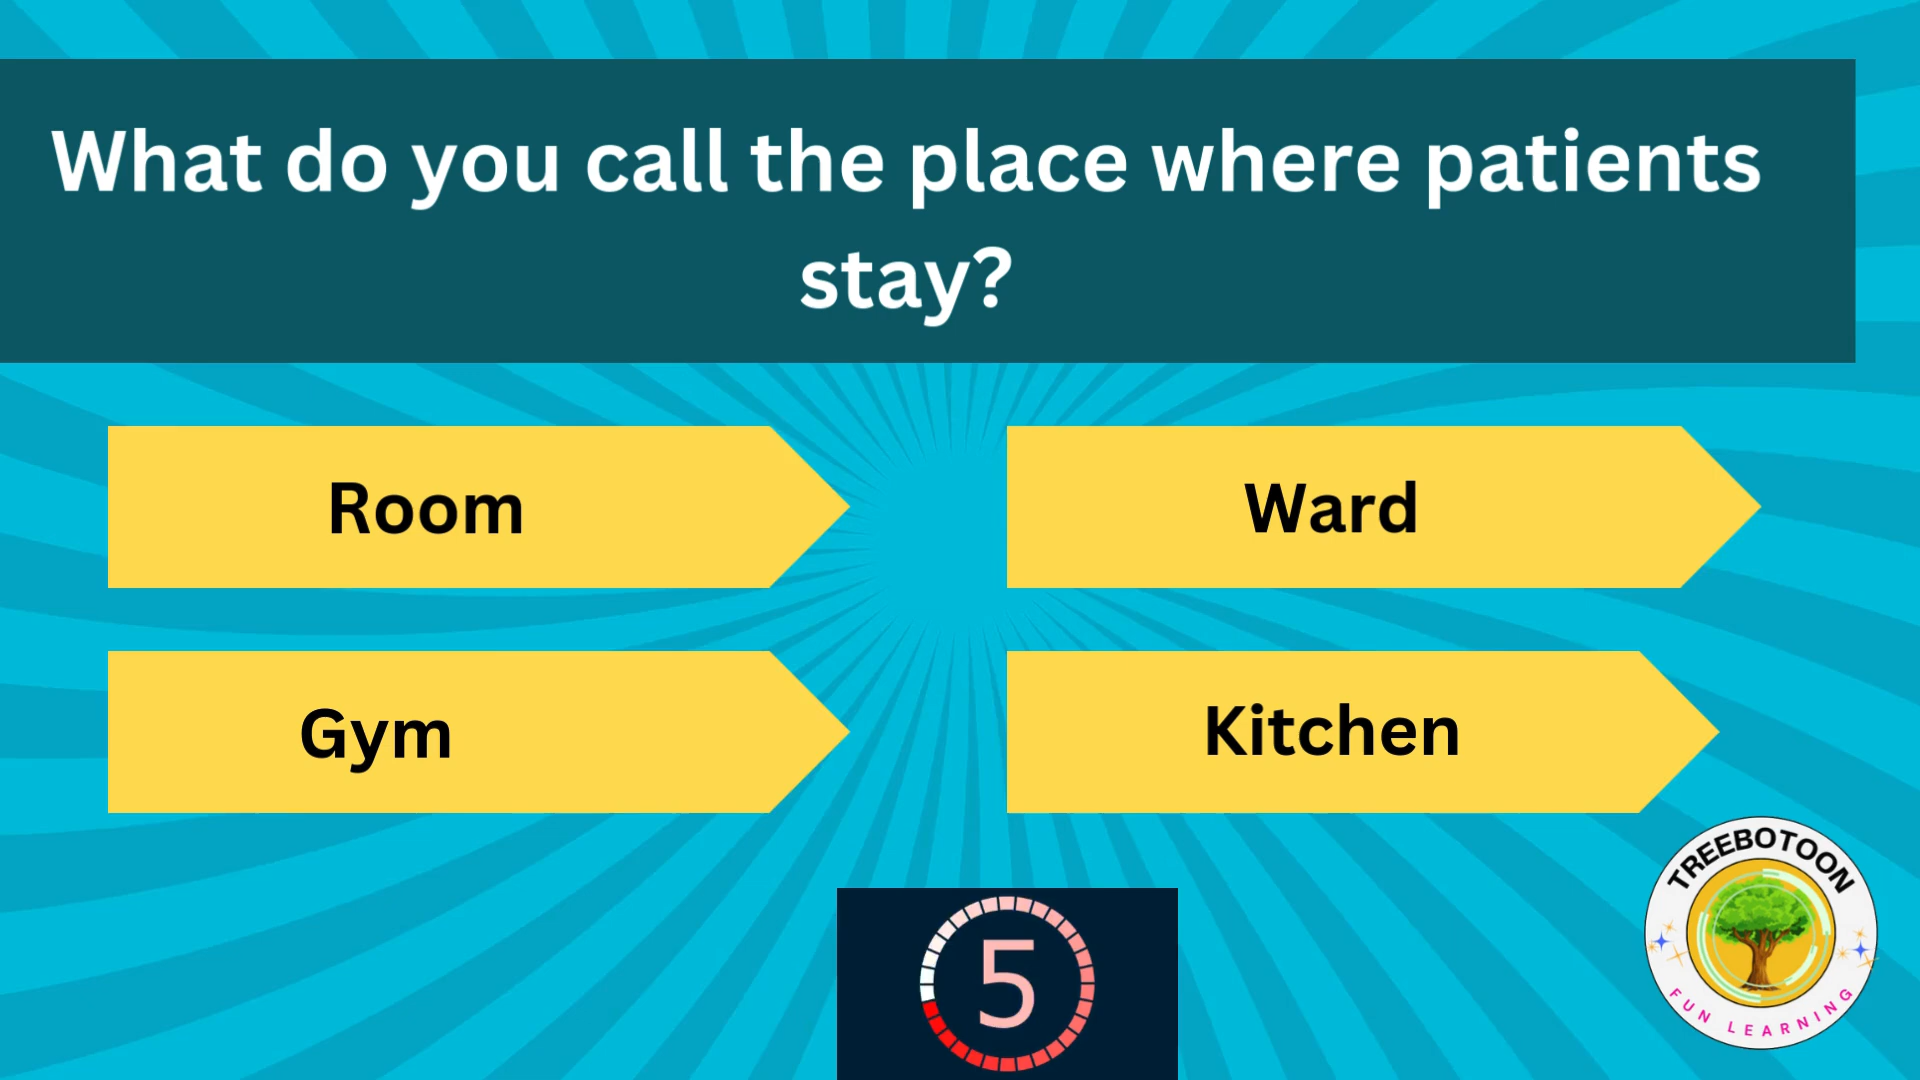 What do you call the place where patients
stay?
Room
Ward
Gym
Kitchen
5
TREEBOTOON
FUN LEARNING